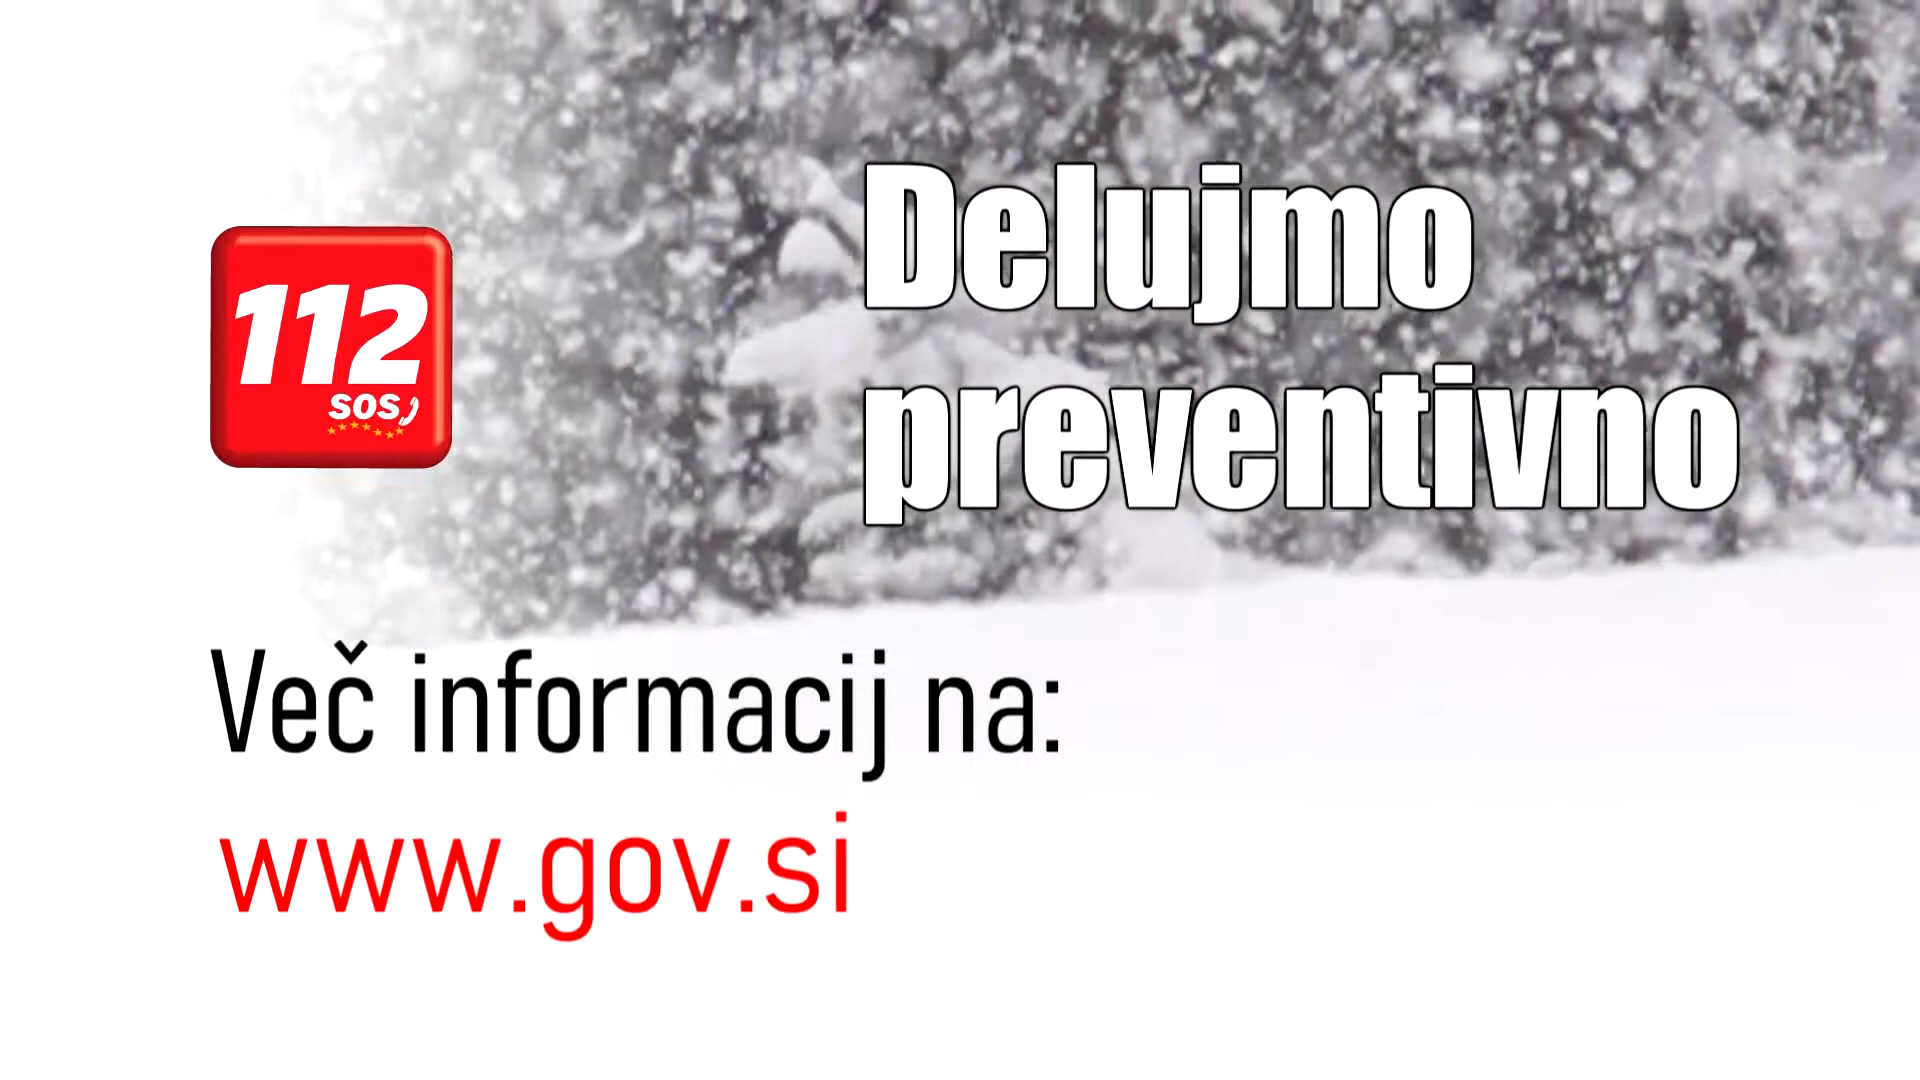 Delujmo
preventivno
112
SOS
Več informacij na:
www.gov.si